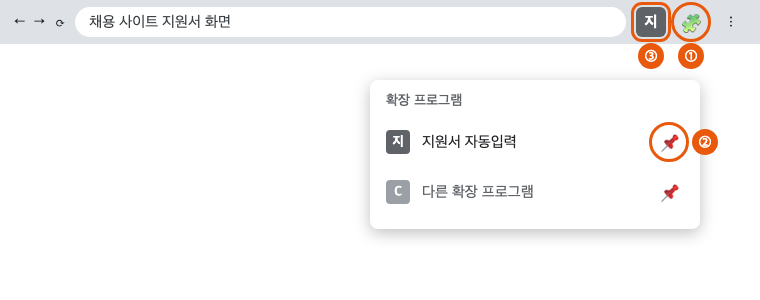 ← → ⟳ 채용 사이트 지원서 화면 지 🧩 ⋮
③ ①
확장 프로그램
지 지원서 자동입력 📌 ②
C 다른 확장 프로그램 📌